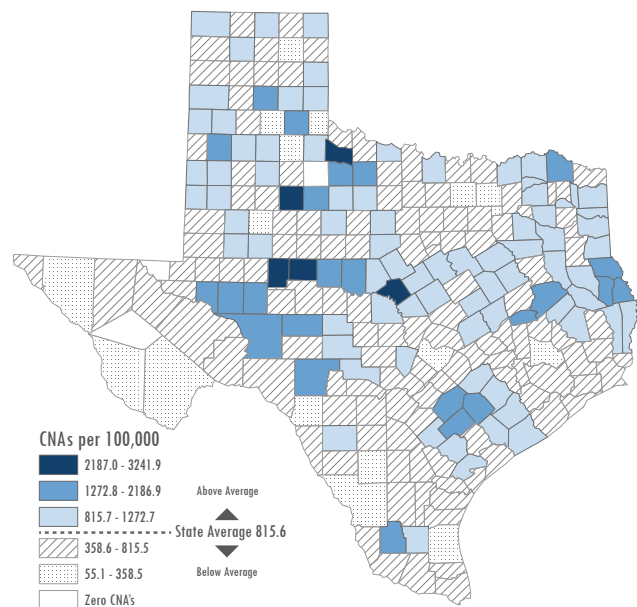 CNAs per 100,000
2187.0 - 3241.9
1272.8 - 2186.9
Above Average
815.7 - 1272.7
State Average 815.6
358.6 - 815.5
55.1 - 358.5
Below Average
Zero CNA's